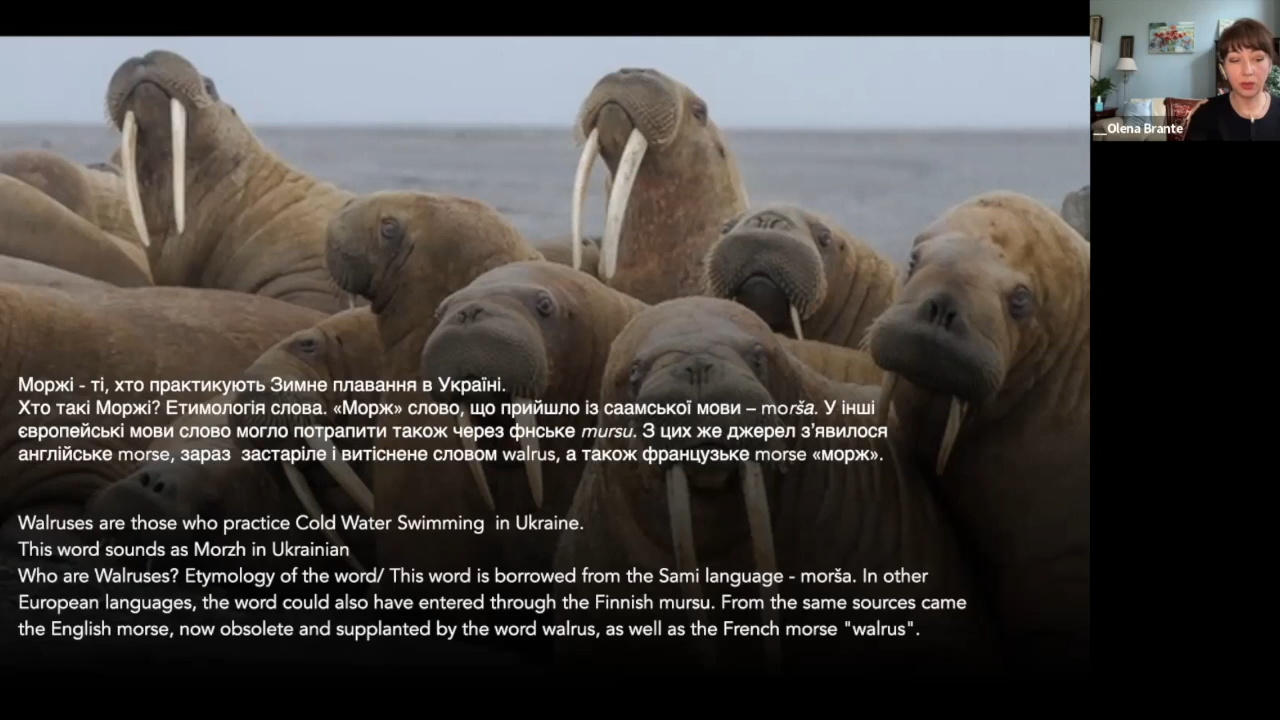 __Olena Brante
Моржі - ті, хто практикують Зимне плавання в Україні.
Хто такі Моржі? Етимологія слова. «Морж» слово, що прийшло із саамської мови – morša. У інші
європейські мови слово могло потрапити також через фнське mursu. З цих же джерел з’явилося
англійське morse, зараз  застаріле і витіснене словом walrus, а також французьке morse «морж».
Walruses are those who practice Cold Water Swimming  in Ukraine.
This word sounds as Morzh in Ukrainian
Who are Walruses? Etymology of the word/ This word is borrowed from the Sami language - morša. In other
European languages, the word could also have entered through the Finnish mursu. From the same sources came
the English morse, now obsolete and supplanted by the word walrus, as well as the French morse "walrus".